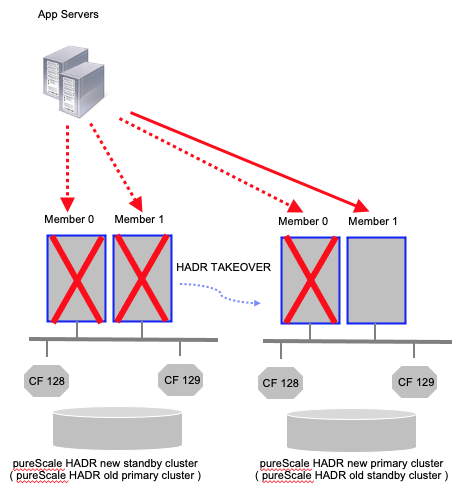 App Servers
Member 0
Member 1
Member 0
Member 1
HADR TAKEOVER
CF 128
CF 129
CF 128
CF 129
pureScale HADR new standby cluster
( pureScale HADR old primary cluster )
pureScale HADR new primary cluster
( pureScale HADR old standby cluster )